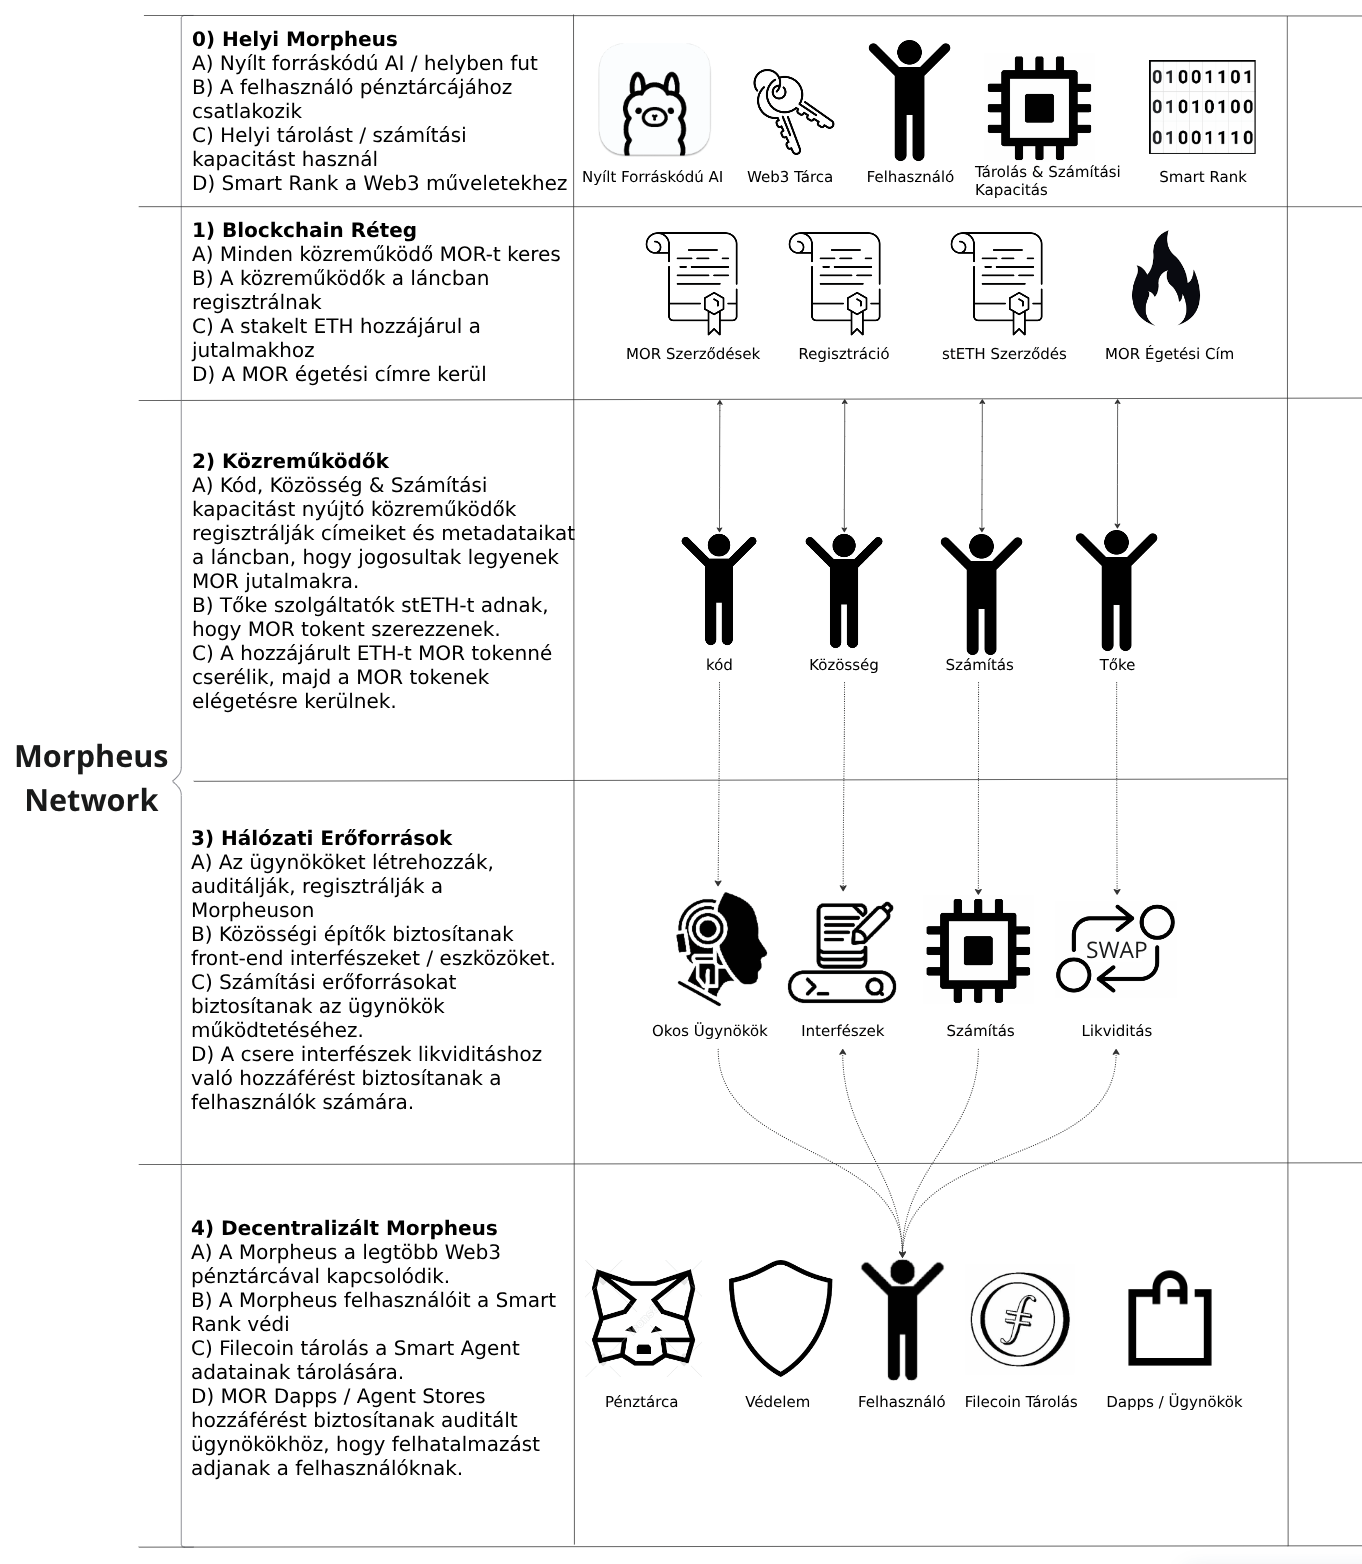 0) Helyi Morpheus
A) Nyílt forráskódú AI / helyben fut
B) A felhasználó pénztárcájához
csatlakozik
C) Helyi tárolást / számítási
kapacitást használ
D) Smart Rank a Web3 műveletekhez
01001101
01010100
01001110
Nyílt Forráskódú AI
Web3 Tárca
Felhasználó
Tárolás & Számítási
Kapacitás
Smart Rank
1) Blockchain Réteg
A) Minden közreműködő MOR-t keres
B) A közreműködők a láncban
regisztrálnak
C) A stakelt ETH hozzájárul a
jutalmakhoz
D) A MOR égetési címre kerül
MOR Szerződések
Regisztráció
stETH Szerződés
MOR Égetési Cím
2) Közreműködők
A) Kód, Közösség & Számítási
kapacitást nyújtó közreműködők
regisztrálják címeiket és metadataikat
a láncban, hogy jogosultak legyenek
MOR jutalmakra.
B) Tőke szolgáltatók stETH-t adnak,
hogy MOR tokent szerezzenek.
C) A hozzájárult ETH-t MOR tokenné
cserélik, majd a MOR tokenek
elégetésre kerülnek.
kód
Közösség
Számítás
Tőke
Morpheus
Network
3) Hálózati Erőforrások
A) Az ügynököket létrehozzák,
auditálják, regisztrálják a
Morpheuson
B) Közösségi építők biztosítanak
front-end interfészeket / eszközöket.
C) Számítási erőforrásokat
biztosítanak az ügynökök
működtetéséhez.
D) A csere interfészek likviditáshoz
való hozzáférést biztosítanak a
felhasználók számára.
SWAP
Okos Ügynökök
Interfészek
Számítás
Likviditás
4) Decentralizált Morpheus
A) A Morpheus a legtöbb Web3
pénztárcával kapcsolódik.
B) A Morpheus felhasználóit a Smart
Rank védi
C) Filecoin tárolás a Smart Agent
adatainak tárolására.
D) MOR Dapps / Agent Stores
hozzáférést biztosítanak auditált
ügynökökhöz, hogy felhatalmazást
adjanak a felhasználóknak.
Pénztárca
Védelem
Felhasználó
Filecoin Tárolás
Dapps / Ügynökök